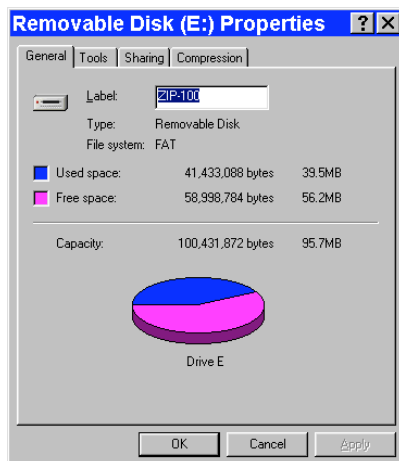 Removable Disk (E:) Properties
General Tools Sharing Compression
Label: ZIP-100
Type: Removable Disk
File system: FAT
Used space: 41,433,088 bytes 39.5MB
Free space: 58,998,784 bytes 56.2MB
Capacity: 100,431,872 bytes 95.7MB
Drive E
OK Cancel Apply